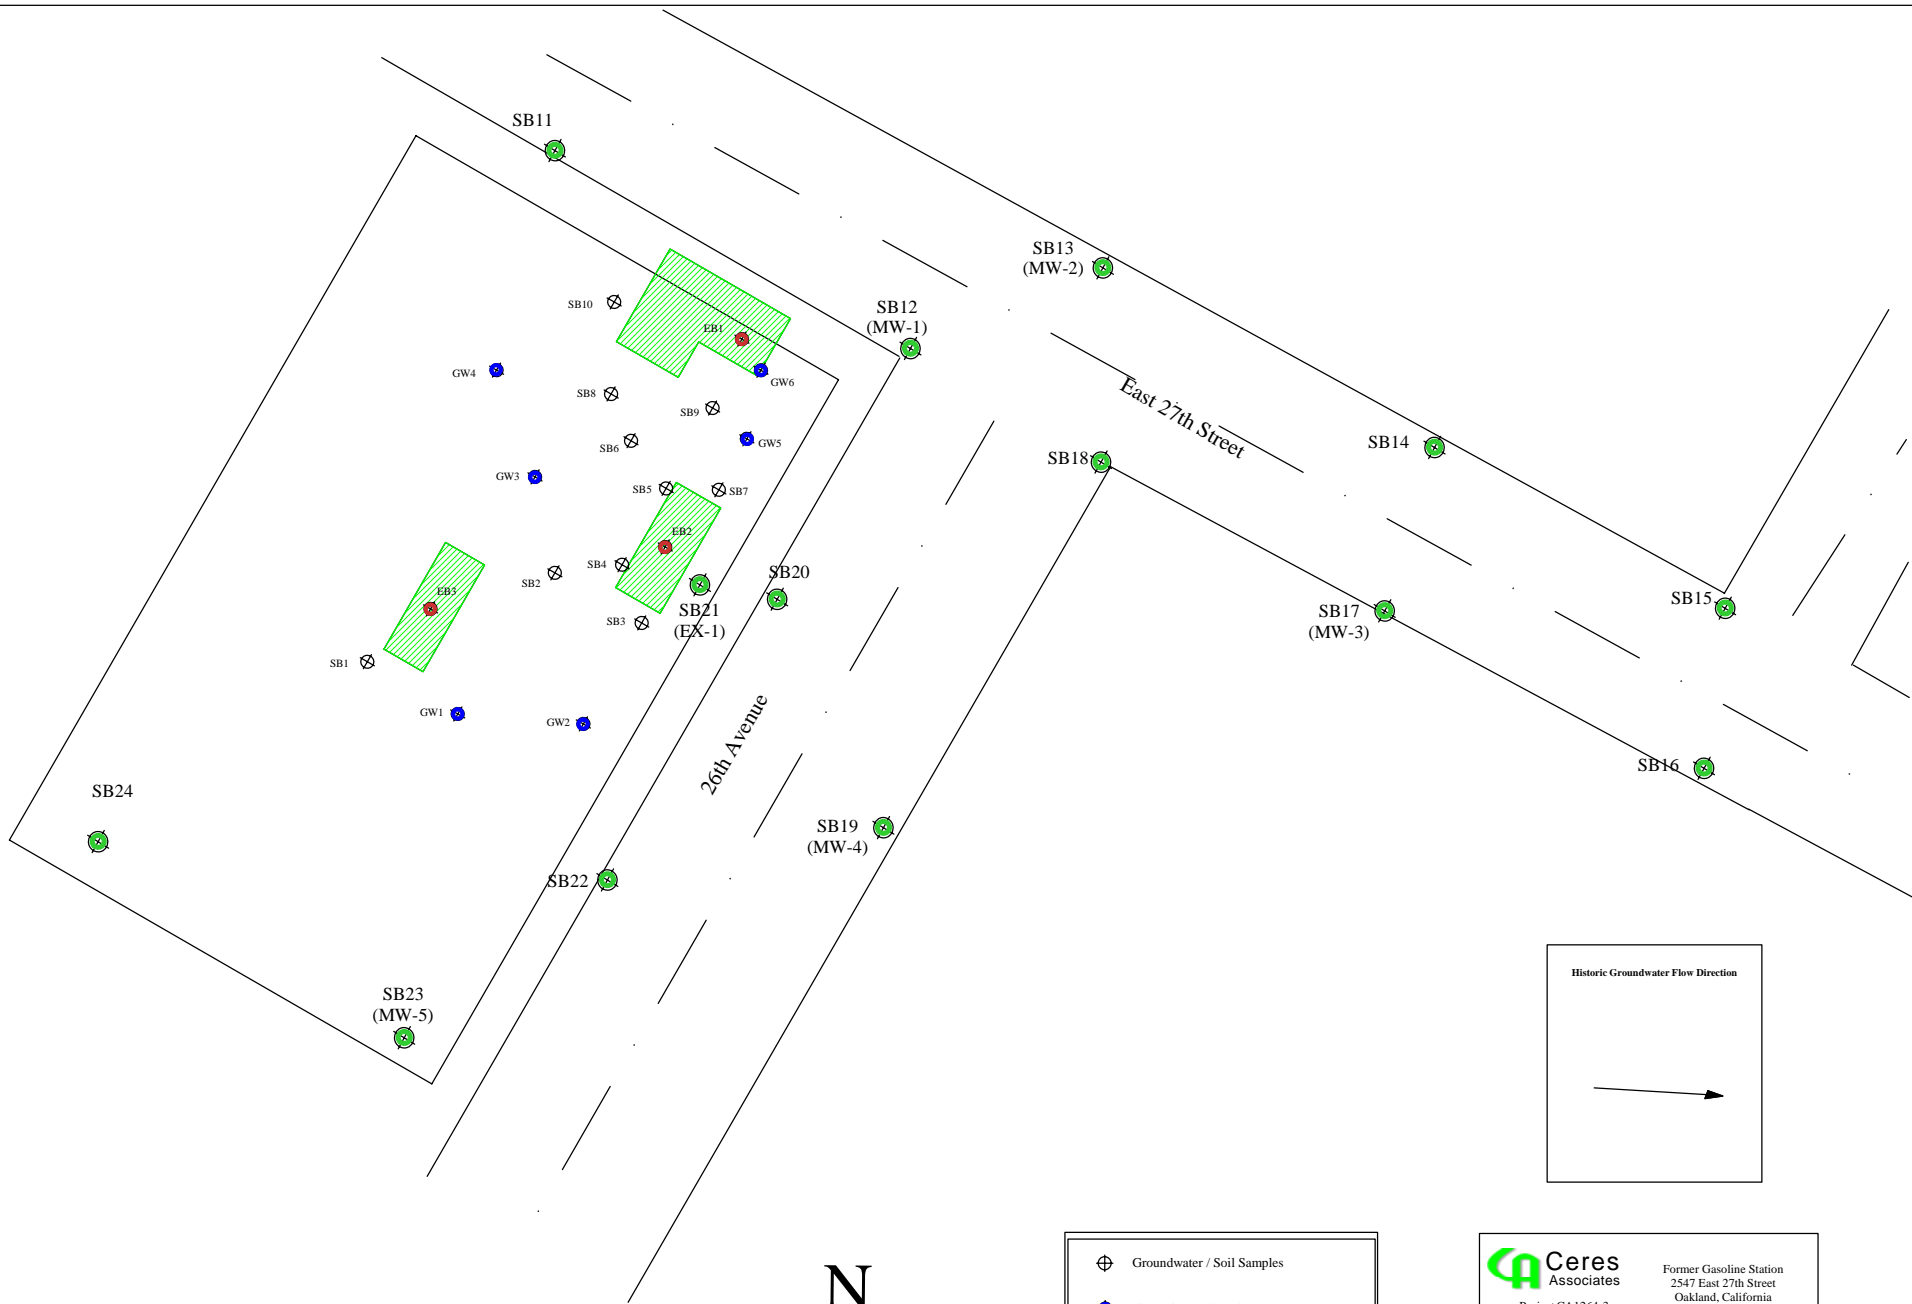 SB11
SB13
(MW-2)
SB12
(MW-1)
SB10
EB1
GW4
GW6
SB8
SB9
East 27th Street
SB6
GW5
SB14
SB18
GW3
SB5
SB7
EB2
SB4
SB2
SB20
EB3
SB21
(EX-1)
SB3
SB17
(MW-3)
SB15
SB1
GW1
GW2
26th Avenue
SB16
SB24
SB19
(MW-4)
SB22
SB23
(MW-5)
Historic Groundwater Flow Direction
N
Groundwater / Soil Samples
CA Ceres
Associates
Former Gasoline Station
2547 East 27th Street
Oakland, California